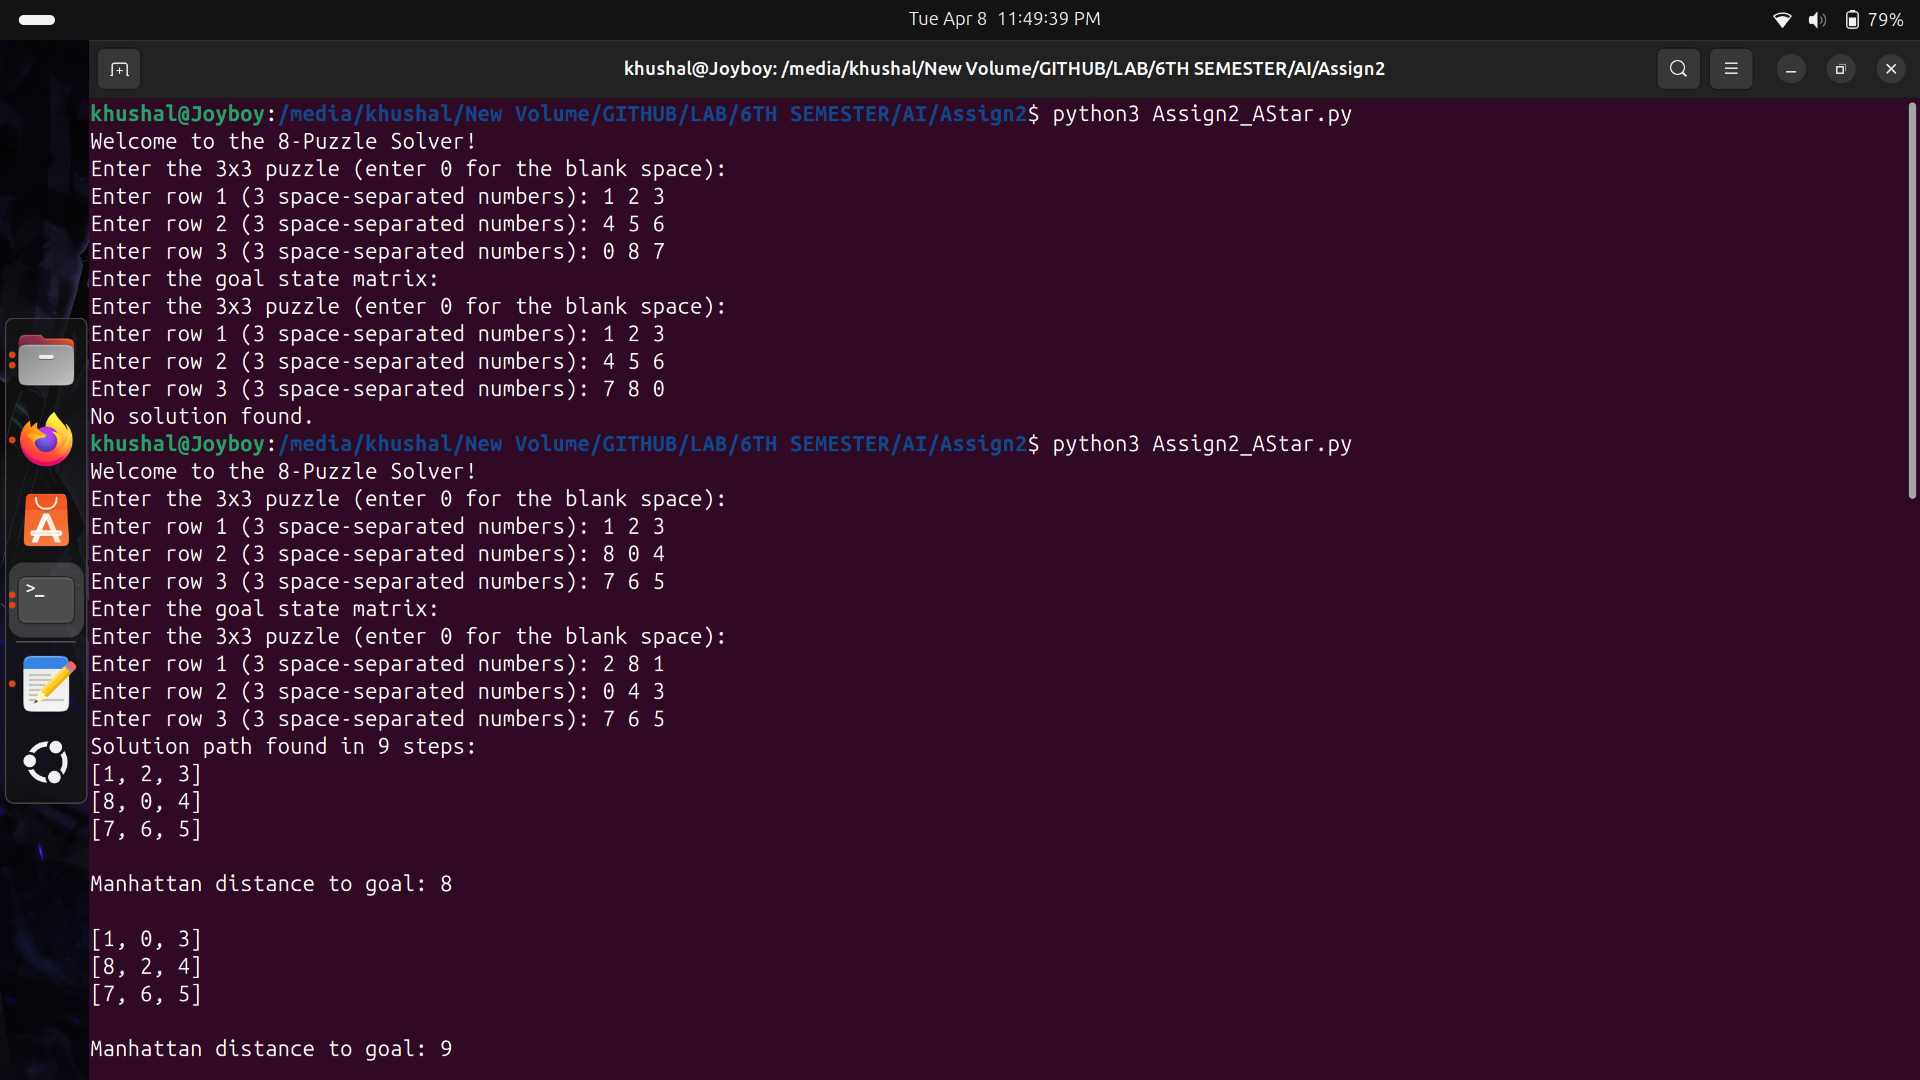 Tue Apr 8 11:49:39 PM
79%
khushal@Joyboy: /media/khushal/New Volume/GITHUB/LAB/6TH SEMESTER/AI/Assign2
khushal@Joyboy:/media/khushal/New Volume/GITHUB/LAB/6TH SEMESTER/AI/Assign2$ python3 Assign2_AStar.py
Welcome to the 8-Puzzle Solver!
Enter the 3x3 puzzle (enter 0 for the blank space):
Enter row 1 (3 space-separated numbers): 1 2 3
Enter row 2 (3 space-separated numbers): 4 5 6
Enter row 3 (3 space-separated numbers): 0 8 7
Enter the goal state matrix:
Enter the 3x3 puzzle (enter 0 for the blank space):
Enter row 1 (3 space-separated numbers): 1 2 3
Enter row 2 (3 space-separated numbers): 4 5 6
Enter row 3 (3 space-separated numbers): 7 8 0
No solution found.
khushal@Joyboy:/media/khushal/New Volume/GITHUB/LAB/6TH SEMESTER/AI/Assign2$ python3 Assign2_AStar.py
Welcome to the 8-Puzzle Solver!
Enter the 3x3 puzzle (enter 0 for the blank space):
Enter row 1 (3 space-separated numbers): 1 2 3
Enter row 2 (3 space-separated numbers): 8 0 4
Enter row 3 (3 space-separated numbers): 7 6 5
Enter the goal state matrix:
Enter the 3x3 puzzle (enter 0 for the blank space):
Enter row 1 (3 space-separated numbers): 2 8 1
Enter row 2 (3 space-separated numbers): 0 4 3
Enter row 3 (3 space-separated numbers): 7 6 5
Solution path found in 9 steps:
[1, 2, 3]
[8, 0, 4]
[7, 6, 5]
Manhattan distance to goal: 8
[1, 0, 3]
[8, 2, 4]
[7, 6, 5]
Manhattan distance to goal: 9